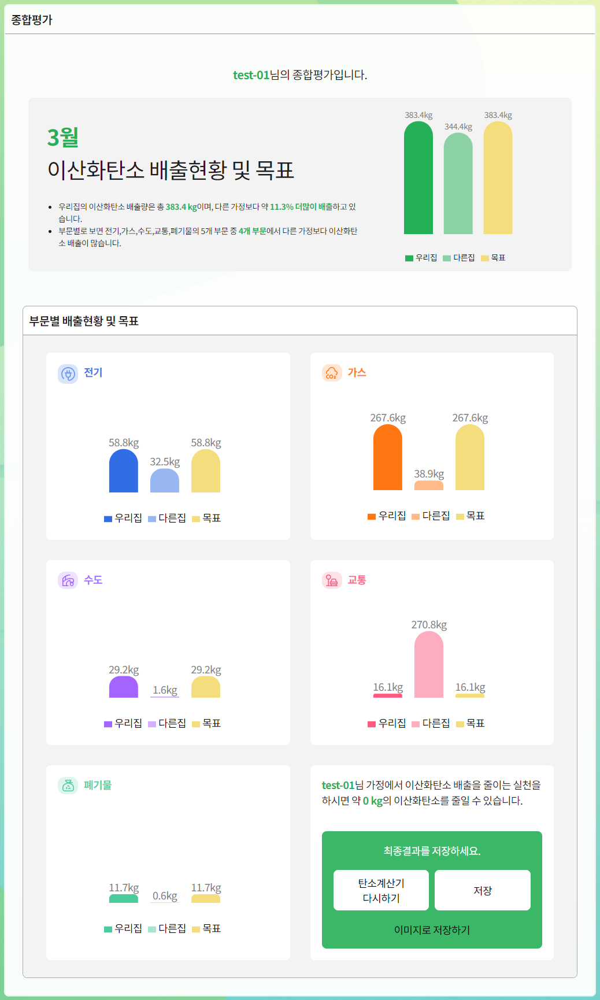 종합평가
test-01님의 종합평가입니다.
3월
이산화탄소 배출현황 및 목표
우리집의 이산화탄소 배출량은 총 383.4 kg이며, 다른 가정보다 약 11.3% 더많이 배출하고 있
습니다.
부문별로 보면 전기,가스,수도,교통,폐기물의 5개 부문 중 4개 부문에서 다른 가정보다 이산화탄
소 배출이 많습니다.
383.4kg
344.4kg
383.4kg
우리집 다른집 목표
부문별 배출현황 및 목표
전기
58.8kg
32.5kg
58.8kg
우리집 다른집 목표
CO2
가스
267.6kg
38.9kg
267.6kg
우리집 다른집 목표
수도
29.2kg
1.6kg
29.2kg
우리집 다른집 목표
교통
16.1kg
270.8kg
16.1kg
우리집 다른집 목표
폐기물
11.7kg
0.6kg
11.7kg
우리집 다른집 목표
test-01님 가정에서 이산화탄소 배출을 줄이는 실천을
하시면 약 0 kg의 이산화탄소를 줄일 수 있습니다.
최종결과를 저장하세요.
탄소계산기
다시하기
저장
이미지로 저장하기